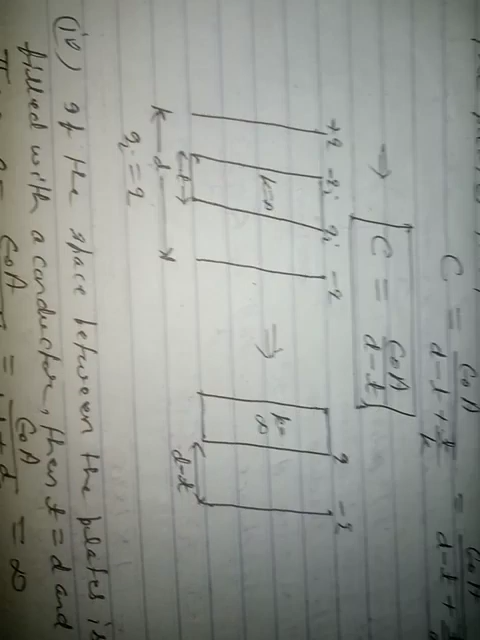 C = ε₀A / (d-t+t/k) = ε₀A / (d-t+
⇒ C = ε₀A / (d-t)
+q -qᵢ qᵢ -q
k=∞ ⇒ k=∞ q -q
t d-t
d
qᵢ = q
(iv) If the space between the plates is
filled with a conductor, then t = d and
C = ε₀A = ε₀A = ∞